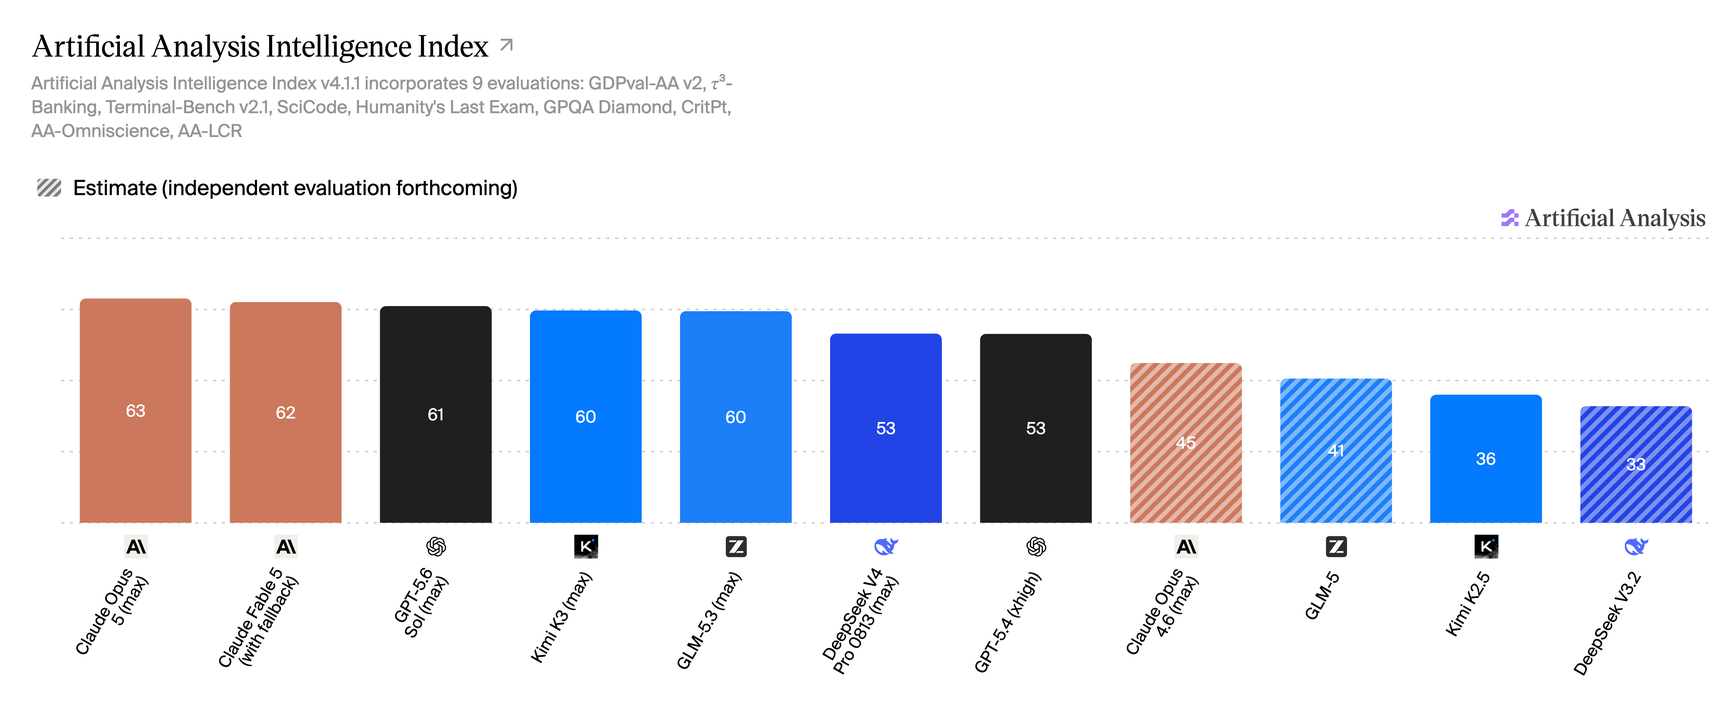 Artificial Analysis Intelligence Index ↗
Artificial Analysis Intelligence Index v4.1.1 incorporates 9 evaluations: GDPval-AA v2, 𝜏³-
Banking, Terminal-Bench v2.1, SciCode, Humanity's Last Exam, GPQA Diamond, CritPt,
AA-Omniscience, AA-LCR
Estimate (independent evaluation forthcoming)
Artificial Analysis
63
62
61
60
60
53
53
45
41
36
33
Claude Opus
5 (max)
Claude Fable 5
(with fallback)
GPT-5.6
Sol (max)
Kimi K3 (max)
GLM-5.3 (max)
DeepSeek V4
Pro 0813 (max)
GPT-5.4 (xhigh)
Claude Opus
4.6 (max)
GLM-5
Kimi K2.5
DeepSeek V3.2